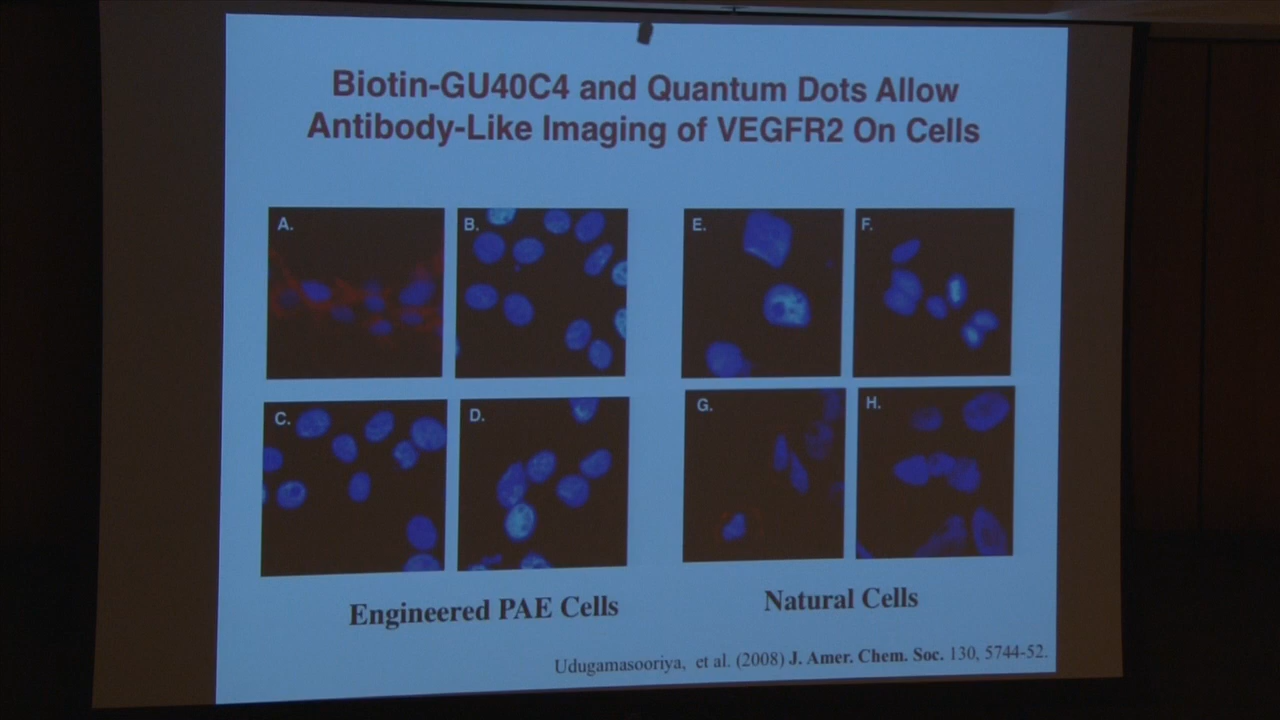 Biotin-GU40C4 and Quantum Dots Allow
Antibody-Like Imaging of VEGFR2 On Cells
A.
B.
E.
F.
C.
D.
G.
H.
Engineered PAE Cells
Natural Cells
Udugamasooriya, et al. (2008) J. Amer. Chem. Soc. 130, 5744-52.